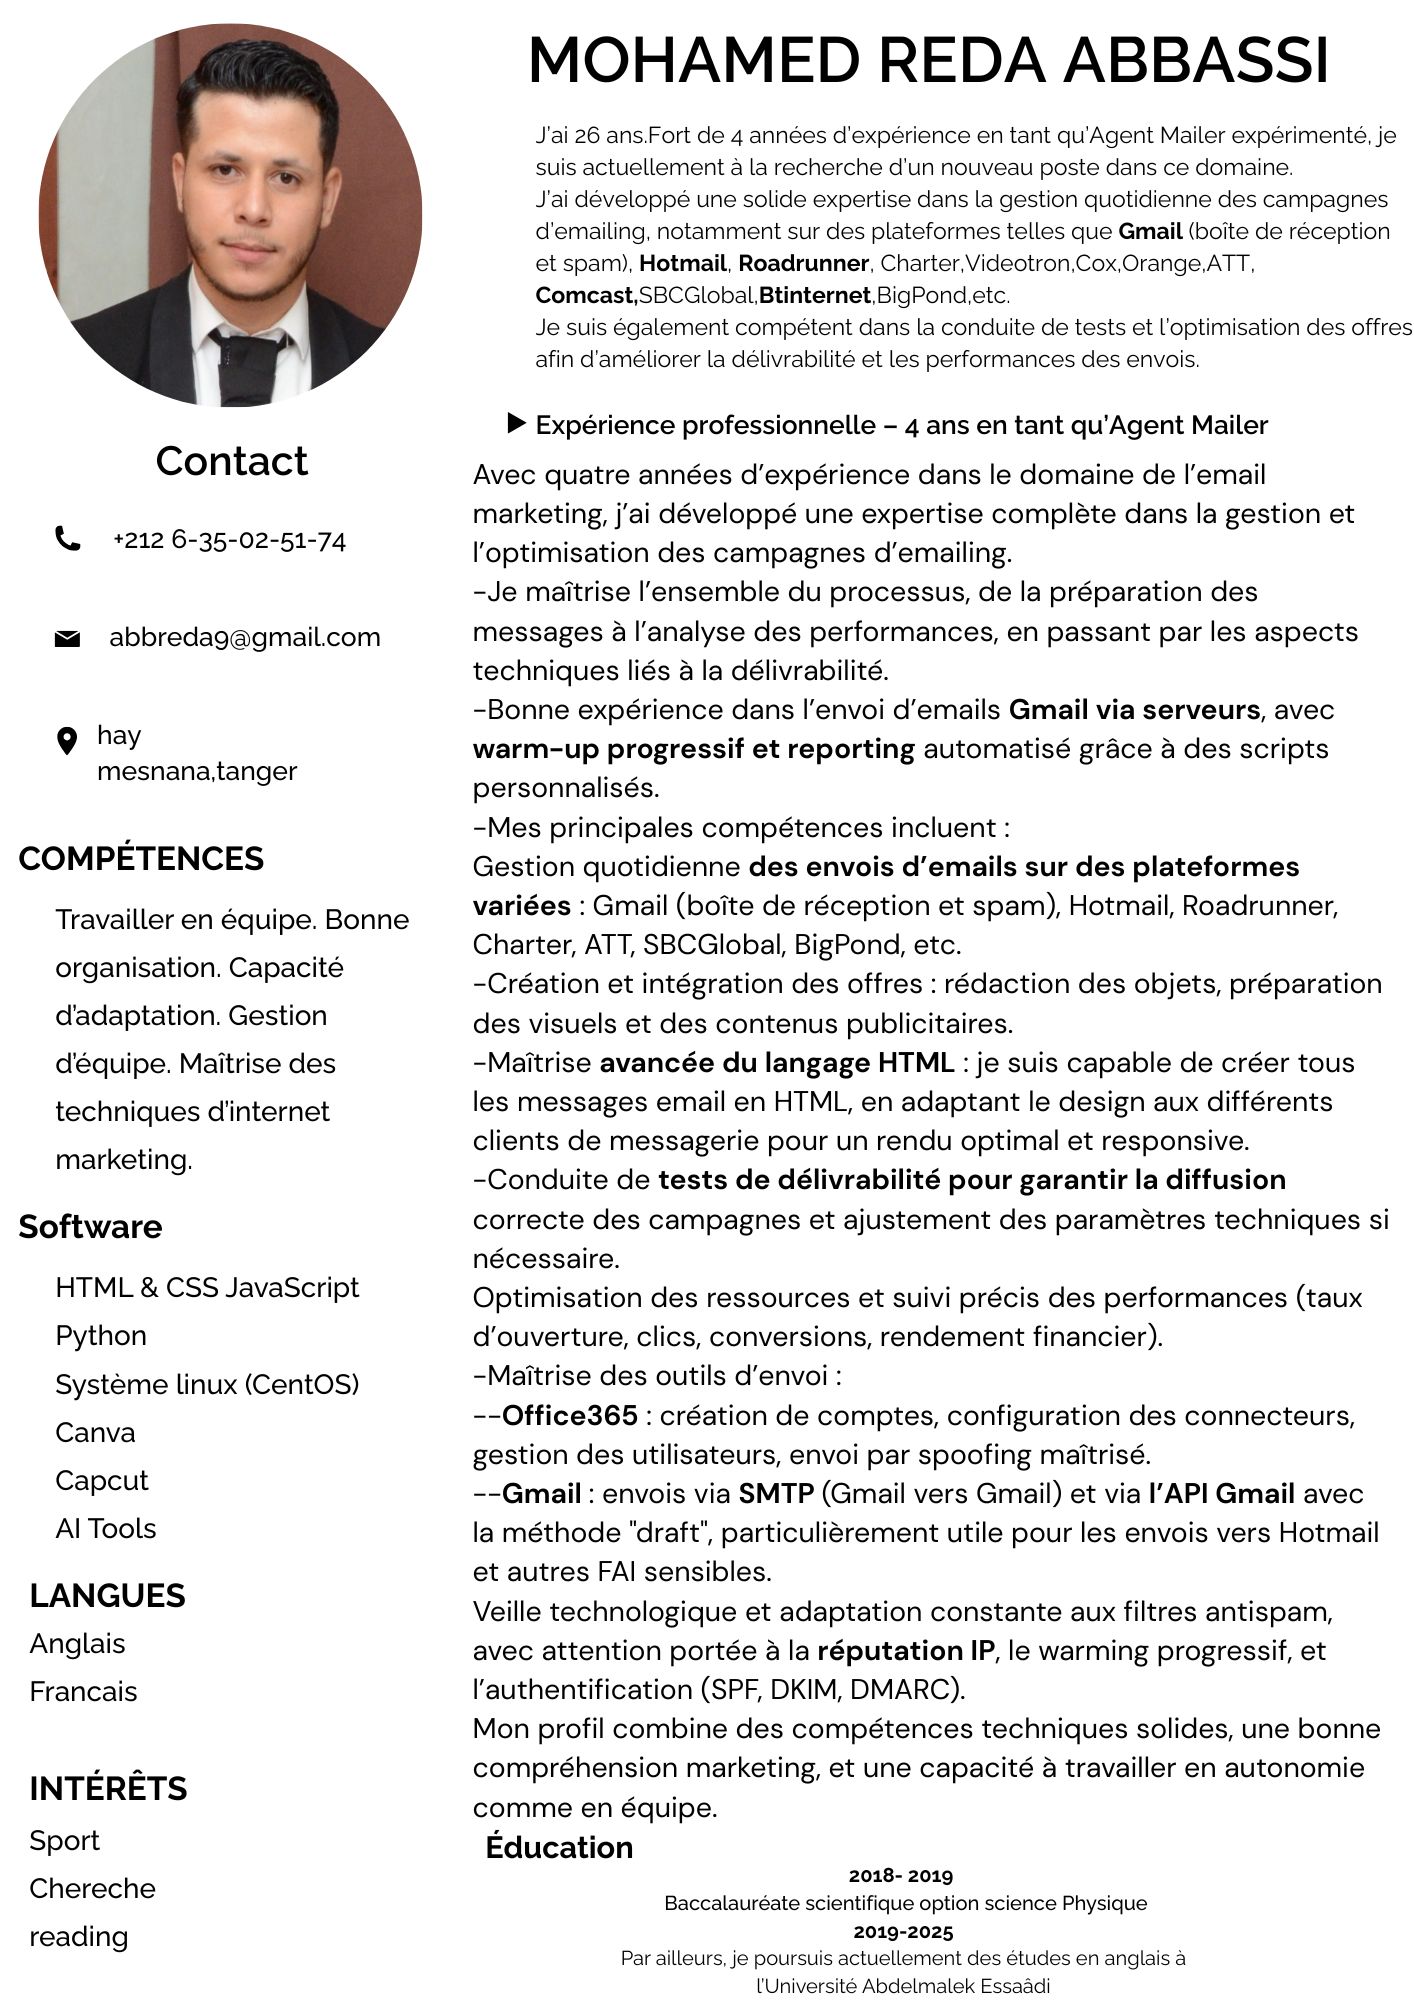 MOHAMED REDA ABBASSI
J'ai 26 ans.Fort de 4 années d'expérience en tant qu'Agent Mailer expérimenté, je
suis actuellement à la recherche d'un nouveau poste dans ce domaine.
J'ai développé une solide expertise dans la gestion quotidienne des campagnes
d'emailing, notamment sur des plateformes telles que Gmail (boîte de réception
et spam), Hotmail, Roadrunner, Charter,Videotron,Cox,Orange,ATT,
Comcast,SBCGlobal,Btinternet,BigPond,etc.
Je suis également compétent dans la conduite de tests et l'optimisation des offres
afin d'améliorer la délivrabilité et les performances des envois.
Contact
+212 6-35-02-51-74
abbreda9@gmail.com
hay
mesnana,tanger
COMPÉTENCES
Travailler en équipe. Bonne
organisation. Capacité
d'adaptation. Gestion
d'équipe. Maîtrise des
techniques d'internet
marketing.
Software
HTML & CSS JavaScript
Python
Système linux (CentOS)
Canva
Capcut
AI Tools
LANGUES
Anglais
Francais
INTÉRÊTS
Sport
Chereche
reading
Expérience professionnelle – 4 ans en tant qu'Agent Mailer
Avec quatre années d'expérience dans le domaine de l'email
marketing, j'ai développé une expertise complète dans la gestion et
l'optimisation des campagnes d'emailing.
-Je maîtrise l'ensemble du processus, de la préparation des
messages à l'analyse des performances, en passant par les aspects
techniques liés à la délivrabilité.
-Bonne expérience dans l'envoi d'emails Gmail via serveurs, avec
warm-up progressif et reporting automatisé grâce à des scripts
personnalisés.
-Mes principales compétences incluent :
Gestion quotidienne des envois d'emails sur des plateformes
variées : Gmail (boîte de réception et spam), Hotmail, Roadrunner,
Charter, ATT, SBCGlobal, BigPond, etc.
-Création et intégration des offres : rédaction des objets, préparation
des visuels et des contenus publicitaires.
-Maîtrise avancée du langage HTML : je suis capable de créer tous
les messages email en HTML, en adaptant le design aux différents
clients de messagerie pour un rendu optimal et responsive.
-Conduite de tests de délivrabilité pour garantir la diffusion
correcte des campagnes et ajustement des paramètres techniques si
nécessaire.
Optimisation des ressources et suivi précis des performances (taux
d'ouverture, clics, conversions, rendement financier).
-Maîtrise des outils d'envoi :
--Office365 : création de comptes, configuration des connecteurs,
gestion des utilisateurs, envoi par spoofing maîtrisé.
--Gmail : envois via SMTP (Gmail vers Gmail) et via l'API Gmail avec
la méthode "draft", particulièrement utile pour les envois vers Hotmail
et autres FAI sensibles.
Veille technologique et adaptation constante aux filtres antispam,
avec attention portée à la réputation IP, le warming progressif, et
l'authentification (SPF, DKIM, DMARC).
Mon profil combine des compétences techniques solides, une bonne
compréhension marketing, et une capacité à travailler en autonomie
comme en équipe.
Éducation
2018- 2019
Baccalauréate scientifique option science Physique
2019-2025
Par ailleurs, je poursuis actuellement des études en anglais à
l'Université Abdelmalek Essaâdi